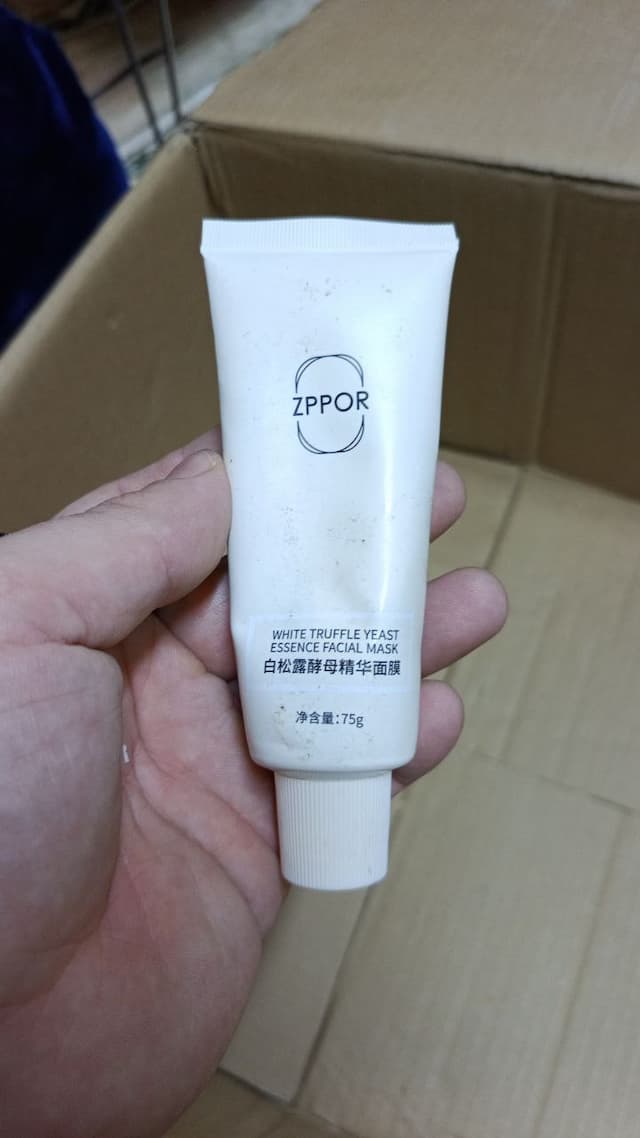 ZPPOR
WHITE TRUFFLE YEAST
ESSENCE FACIAL MASK
白松露酵母精华面膜
净含量:75g